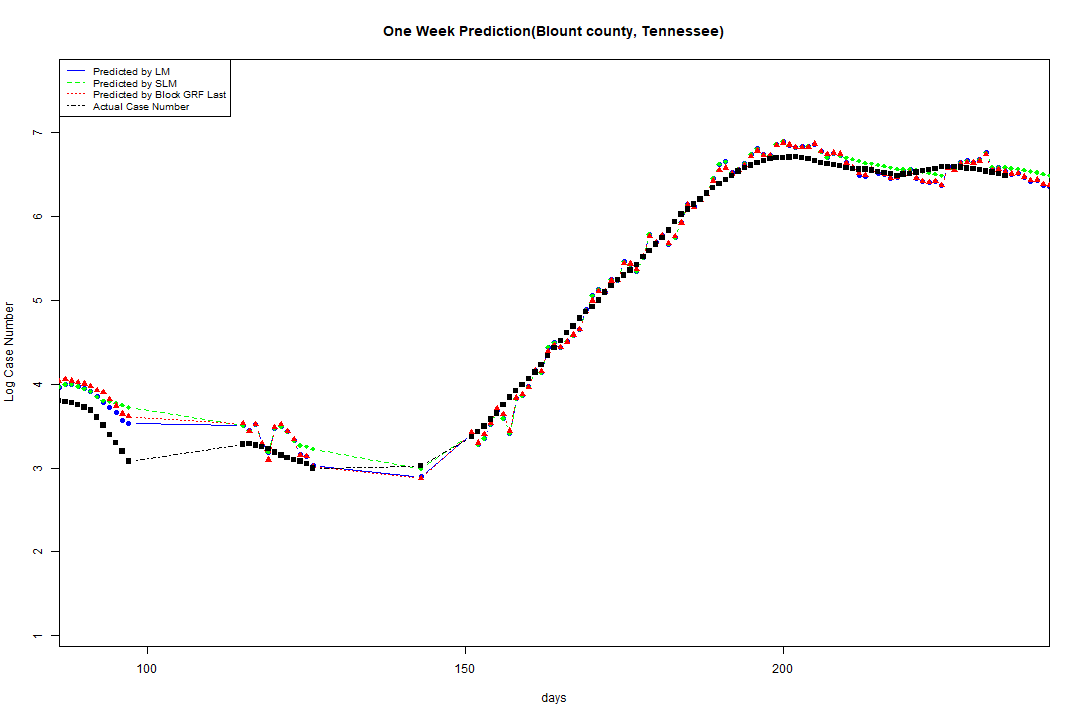 One Week Prediction(Blount county, Tennessee)
Predicted by LM
Predicted by SLM
Predicted by Block GRF Last
Actual Case Number
7
6
5
4
3
2
1
Log Case Number
100 150 200
days